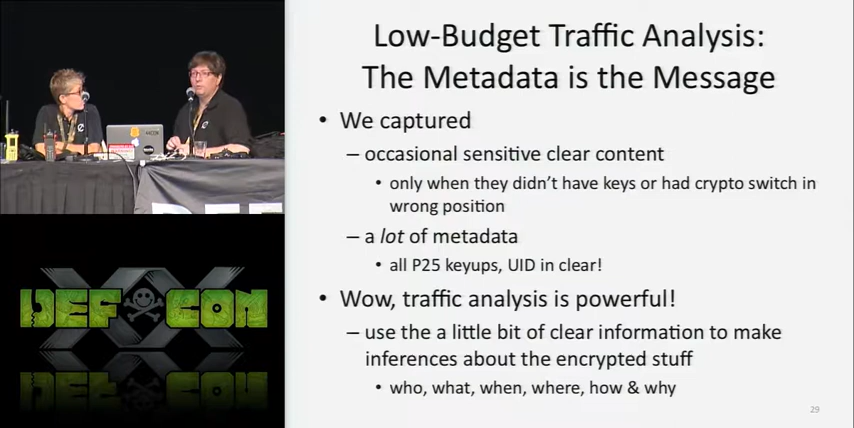 Low-Budget Traffic Analysis:
The Metadata is the Message
• We captured
– occasional sensitive clear content
• only when they didn't have keys or had crypto switch in
wrong position
– a lot of metadata
• all P25 keyups, UID in clear!
• Wow, traffic analysis is powerful!
– use the a little bit of clear information to make
inferences about the encrypted stuff
• who, what, when, where, how & why
29
DEF CON
XX